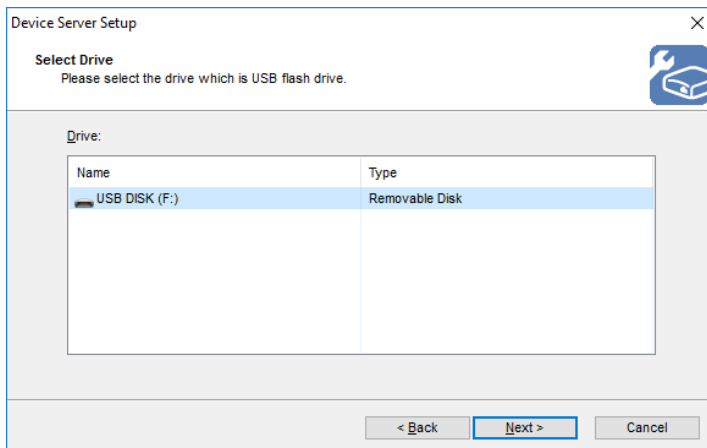 Device Server Setup
Select Drive
Please select the drive which is USB flash drive.
Drive:
Name Type
USB DISK (F:) Removable Disk
< Back Next > Cancel